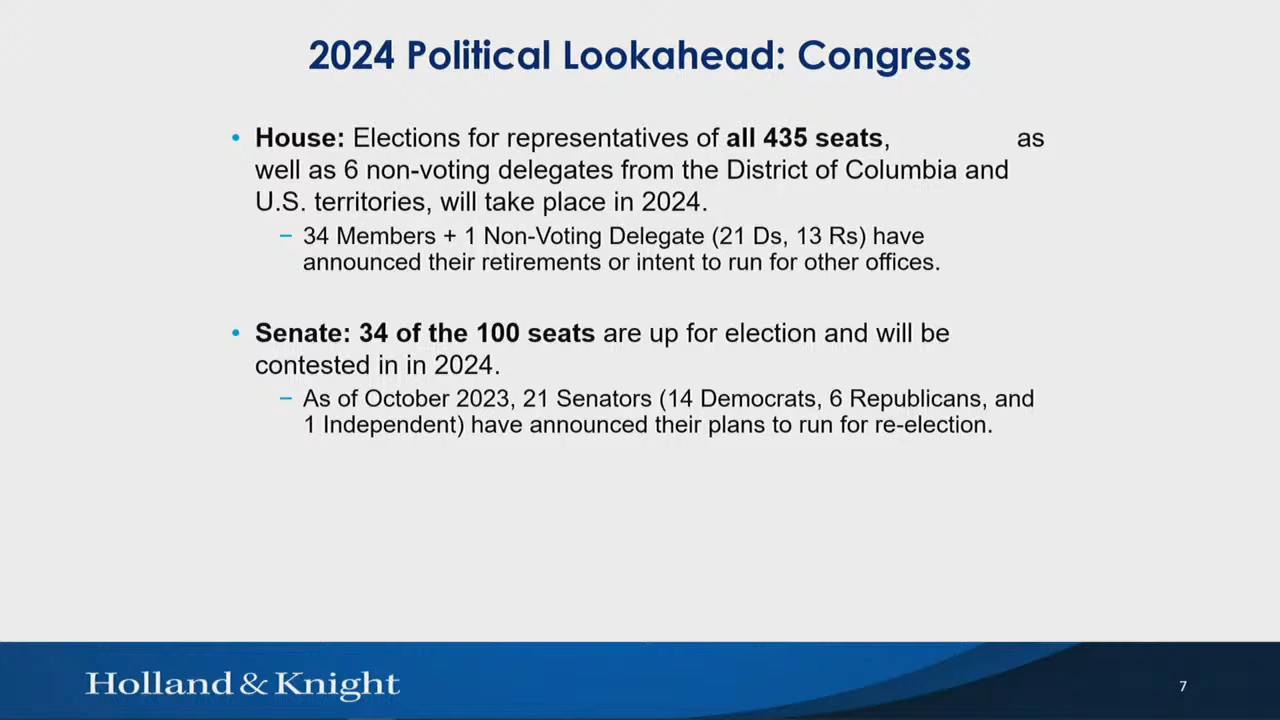 2024 Political Lookahead: Congress
• House: Elections for representatives of all 435 seats, as
well as 6 non-voting delegates from the District of Columbia and
U.S. territories, will take place in 2024.
− 34 Members + 1 Non-Voting Delegate (21 Ds, 13 Rs) have
announced their retirements or intent to run for other offices.
• Senate: 34 of the 100 seats are up for election and will be
contested in in 2024.
− As of October 2023, 21 Senators (14 Democrats, 6 Republicans, and
1 Independent) have announced their plans to run for re-election.
Holland & Knight
7